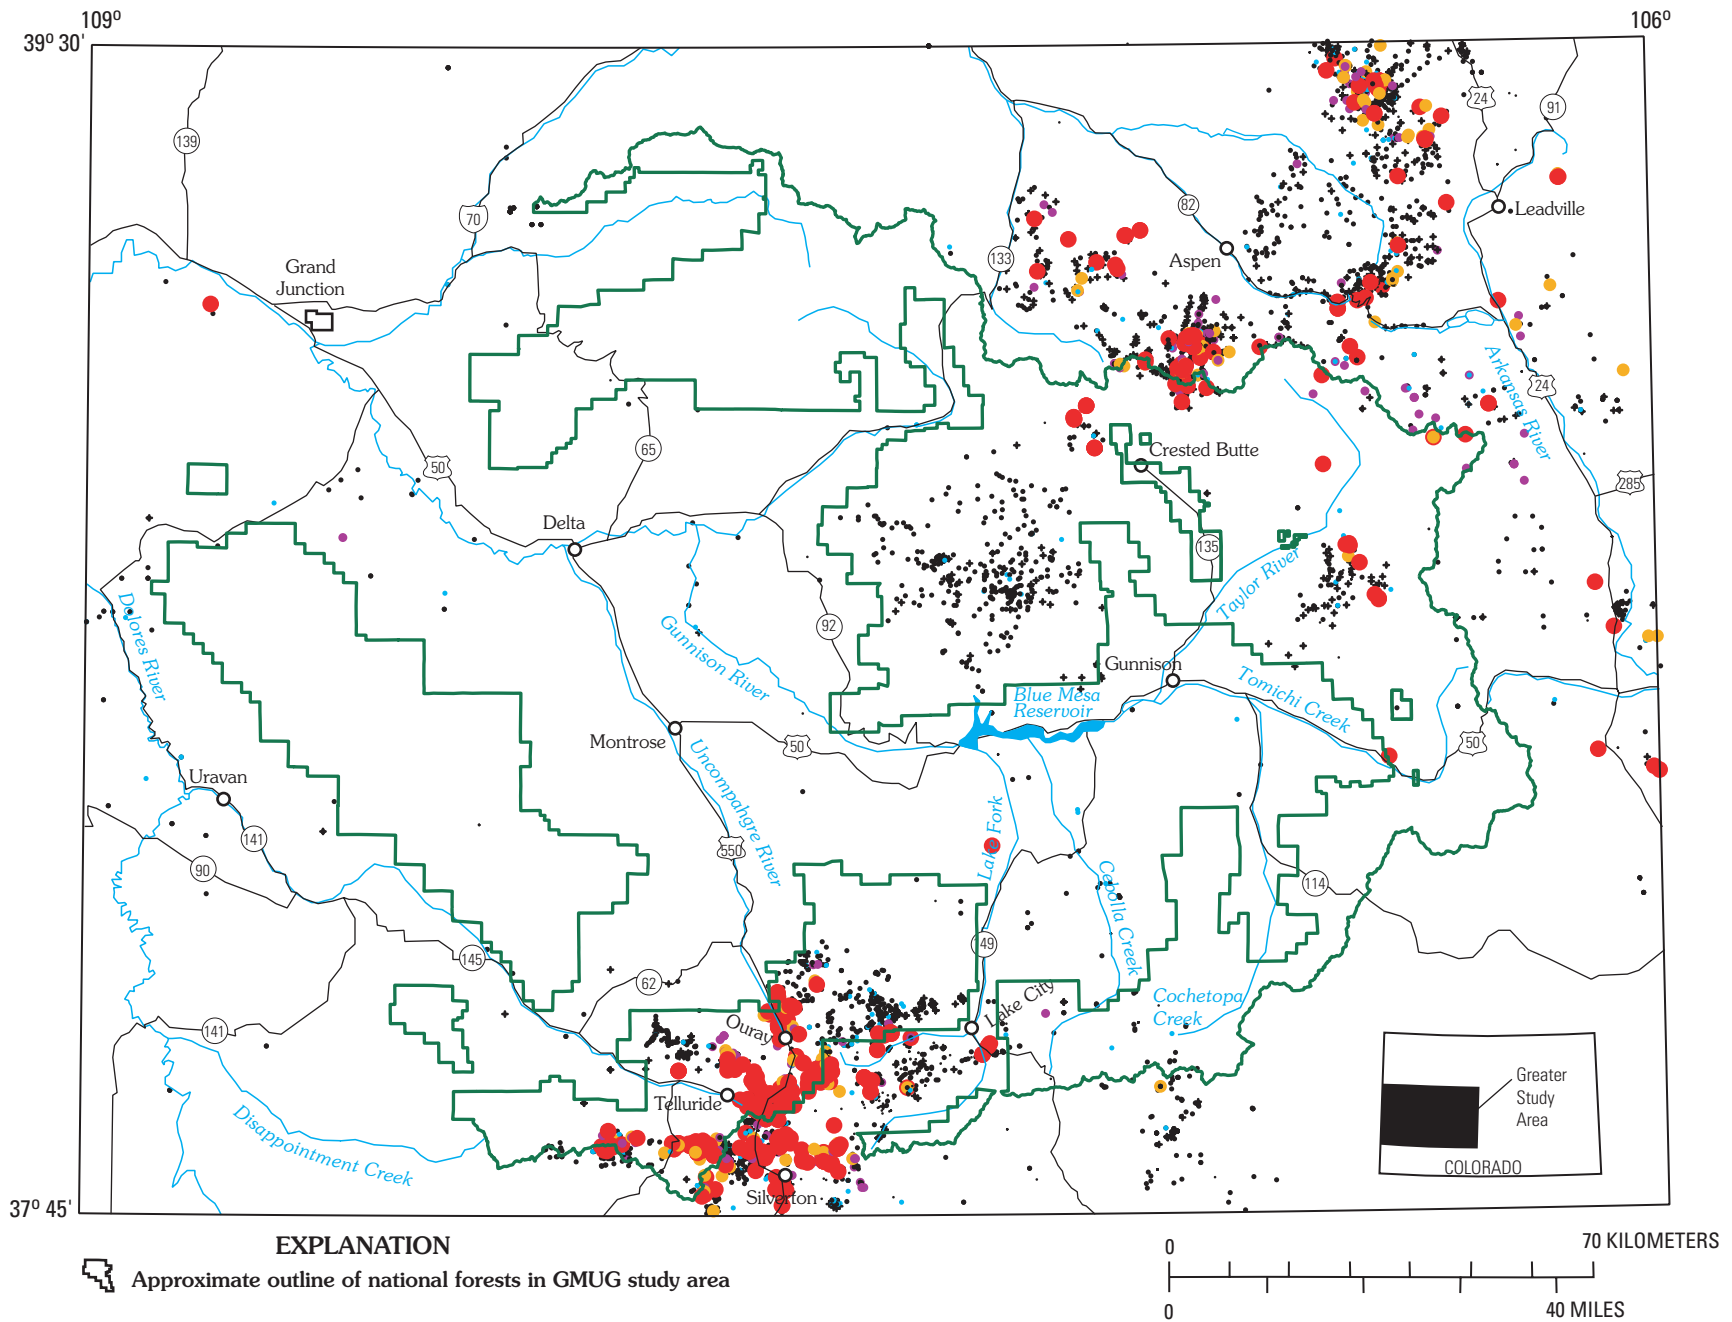 109º
106º
39º 30'
24
91
139
82
70
Leadville
133
Aspen
Grand
Junction
Arkansas River
24
65
Crested Butte
50
285
Delta
135
Taylor River
Dolores River
Gunnison River
92
Gunnison
Tomichi Creek
Blue Mesa
Reservoir
Montrose
50
50
Uncompahgre River
Uravan
141
550
Lake Fork
90
Cebolla Creek
114
145
149
62
Lake City
Cochetopa
Creek
141
Ouray
Greater
Study
Area
Telluride
Disappointment Creek
COLORADO
Silverton
37º 45'
EXPLANATION
Approximate outline of national forests in GMUG study area
0
70 KILOMETERS
0
40 MILES